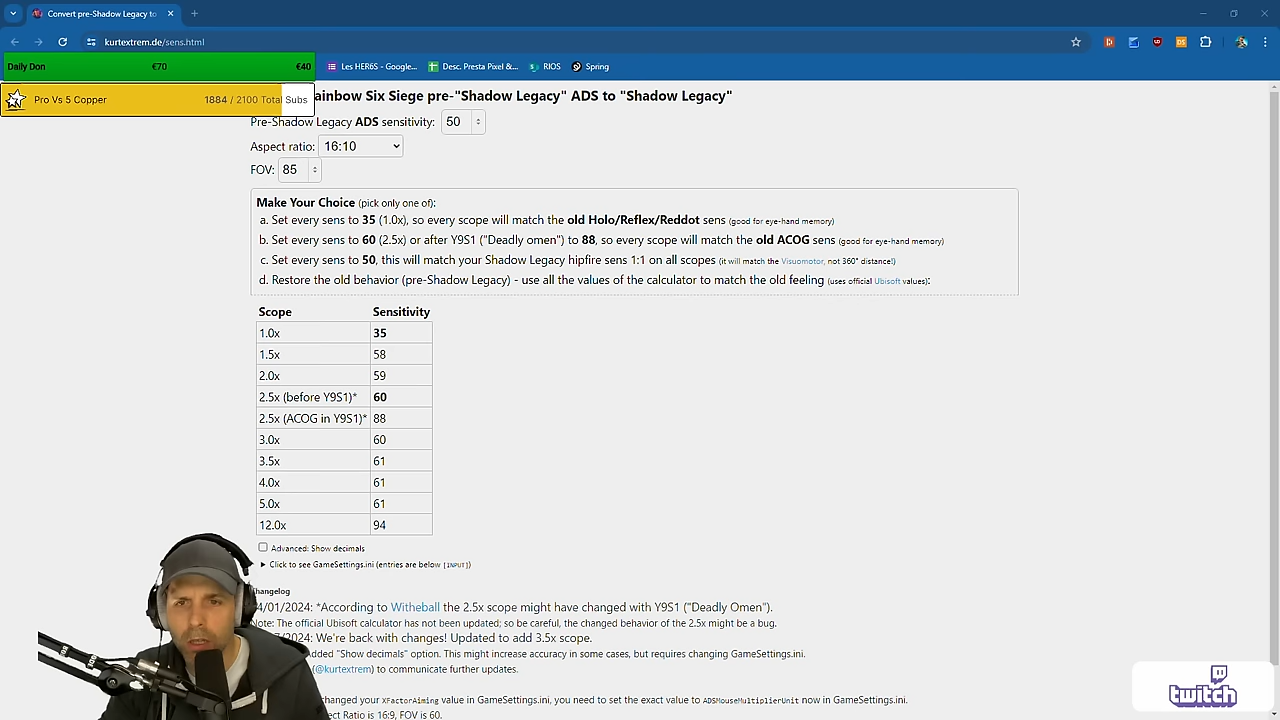 Convert pre-Shadow Legacy to
kurtextrem.de/sens.html
Daily Don €70 €40
Les HER6S - Google...
Desc. Presta Pixel &...
RIOS
Spring
Pro Vs 5 Copper 1884 / 2100 Total Subs
ainbow Six Siege pre-"Shadow Legacy" ADS to "Shadow Legacy"
Pre-Shadow Legacy ADS sensitivity: 50
Aspect ratio: 16:10
FOV: 85
Make Your Choice (pick only one of):
a. Set every sens to 35 (1.0x), so every scope will match the old Holo/Reflex/Reddot sens (good for eye-hand memory)
b. Set every sens to 60 (2.5x) or after Y9S1 ("Deadly omen") to 88, so every scope will match the old ACOG sens (good for eye-hand memory)
c. Set every sens to 50, this will match your Shadow Legacy hipfire sens 1:1 on all scopes (it will match the Visuomotor, not 360° distance!)
d. Restore the old behavior (pre-Shadow Legacy) - use all the values of the calculator to match the old feeling (uses official Ubisoft values):
Scope Sensitivity
1.0x 35
1.5x 58
2.0x 59
2.5x (before Y9S1)* 60
2.5x (ACOG in Y9S1)* 88
3.0x 60
3.5x 61
4.0x 61
5.0x 61
12.0x 94
Advanced: Show decimals
Click to see GameSettings.ini (entries are below [INPUT])
hangelog
4/01/2024: *According to Witheball the 2.5x scope might have changed with Y9S1 ("Deadly Omen").
Note: The official Ubisoft calculator has not been updated; so be careful, the changed behavior of the 2.5x might be a bug.
/2024: We're back with changes! Updated to add 3.5x scope.
dded "Show decimals" option. This might increase accuracy in some cases, but requires changing GameSettings.ini.
(@kurtextrem) to communicate further updates.
hanged your XFactorAiming value in GameSettings.ini, you need to set the exact value to ADSMouseMultiplierUnit now in GameSettings.ini.
ect Ratio is 16:9, FOV is 60.
twitch